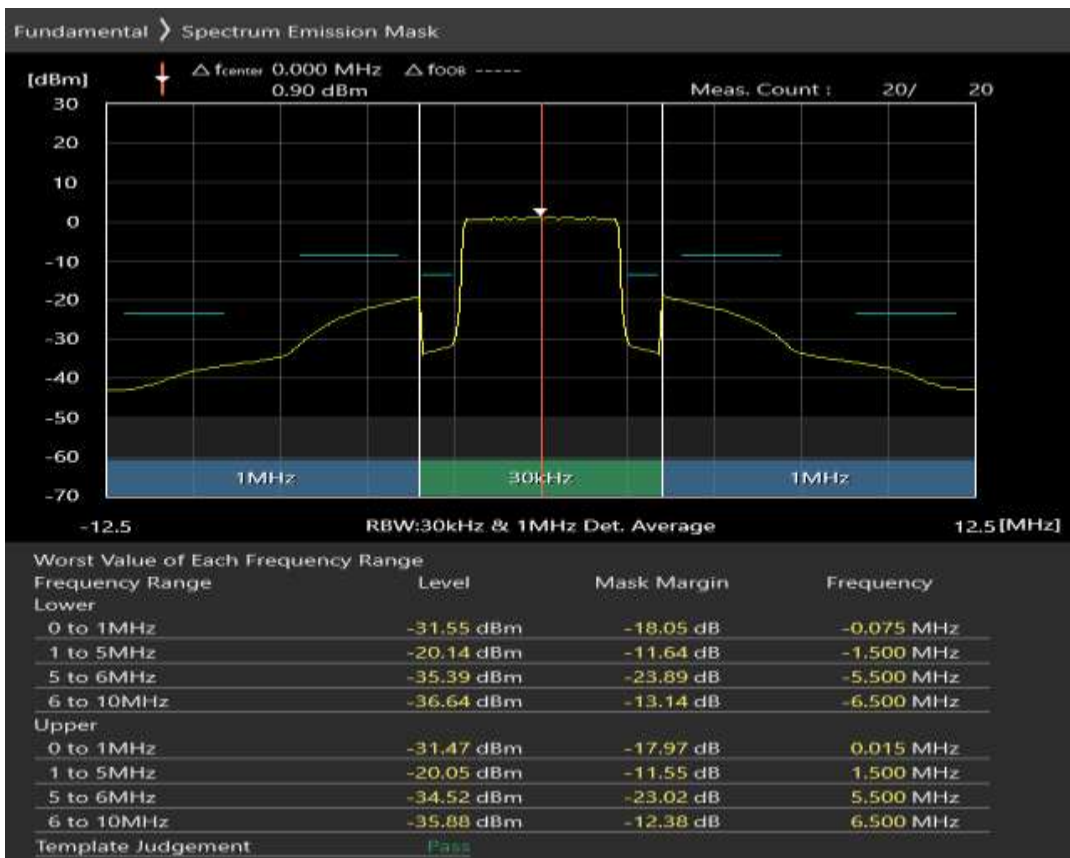 Fundamental ❯ Spectrum Emission Mask
[dBm] △ fcenter 0.000 MHz △ fOOB -----
0.90 dBm Meas. Count : 20/ 20
30
20
10
0
-10
-20
-30
-40
-50
-60
-70
1MHz 30kHz 1MHz
-12.5 RBW:30kHz & 1MHz Det. Average 12.5 [MHz]
Worst Value of Each Frequency Range
Frequency Range Level Mask Margin Frequency
Lower
0 to 1MHz -31.55 dBm -18.05 dB -0.075 MHz
1 to 5MHz -20.14 dBm -11.64 dB -1.500 MHz
5 to 6MHz -35.39 dBm -23.89 dB -5.500 MHz
6 to 10MHz -36.64 dBm -13.14 dB -6.500 MHz
Upper
0 to 1MHz -31.47 dBm -17.97 dB 0.015 MHz
1 to 5MHz -20.05 dBm -11.55 dB 1.500 MHz
5 to 6MHz -34.52 dBm -23.02 dB 5.500 MHz
6 to 10MHz -35.88 dBm -12.38 dB 6.500 MHz
Template Judgement Pass